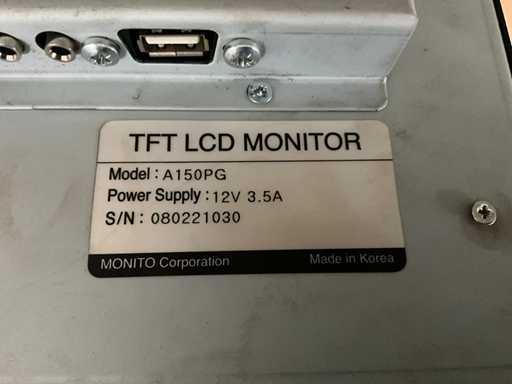 TFT LCD MONITOR
Model : A150PG
Power Supply : 12V 3.5A
S/N : 080221030
MONITO Corporation Made in Korea